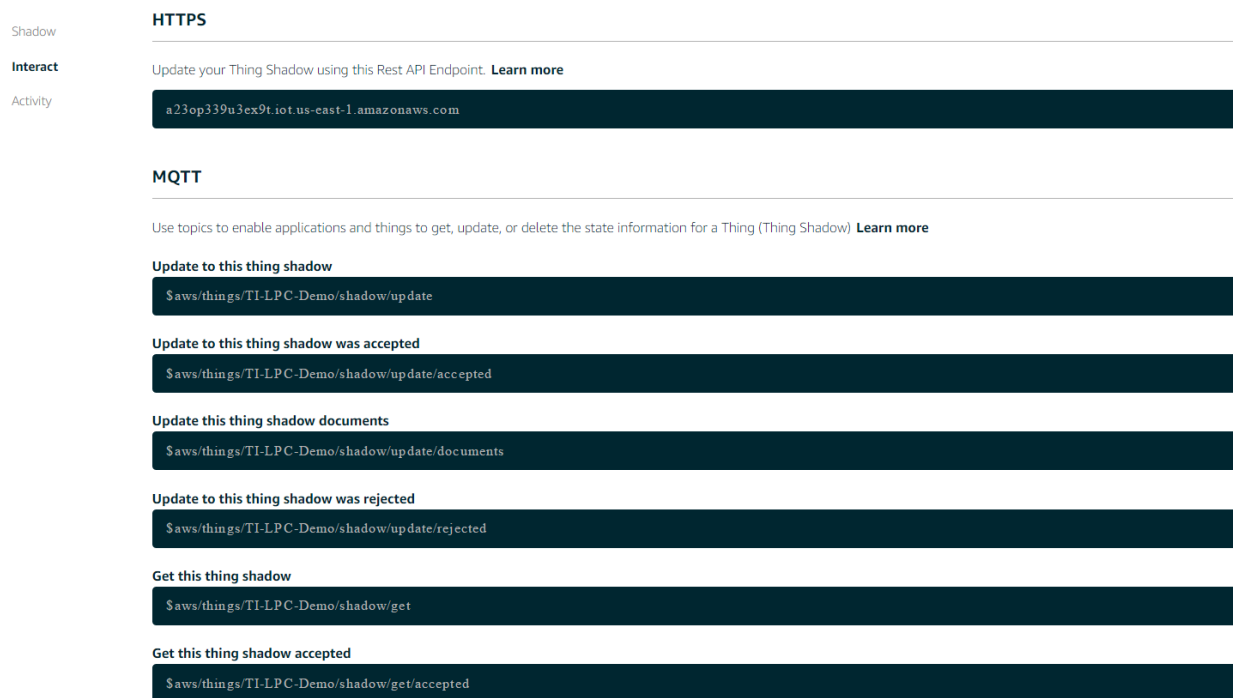 Shadow
Interact
Activity
HTTPS
Update your Thing Shadow using this Rest API Endpoint. Learn more
a23op339u3ex9t.iot.us-east-1.amazonaws.com
MQTT
Use topics to enable applications and things to get, update, or delete the state information for a Thing (Thing Shadow) Learn more
Update to this thing shadow
$aws/things/TI-LPC-Demo/shadow/update
Update to this thing shadow was accepted
$aws/things/TI-LPC-Demo/shadow/update/accepted
Update this thing shadow documents
$aws/things/TI-LPC-Demo/shadow/update/documents
Update to this thing shadow was rejected
$aws/things/TI-LPC-Demo/shadow/update/rejected
Get this thing shadow
$aws/things/TI-LPC-Demo/shadow/get
Get this thing shadow accepted
$aws/things/TI-LPC-Demo/shadow/get/accepted